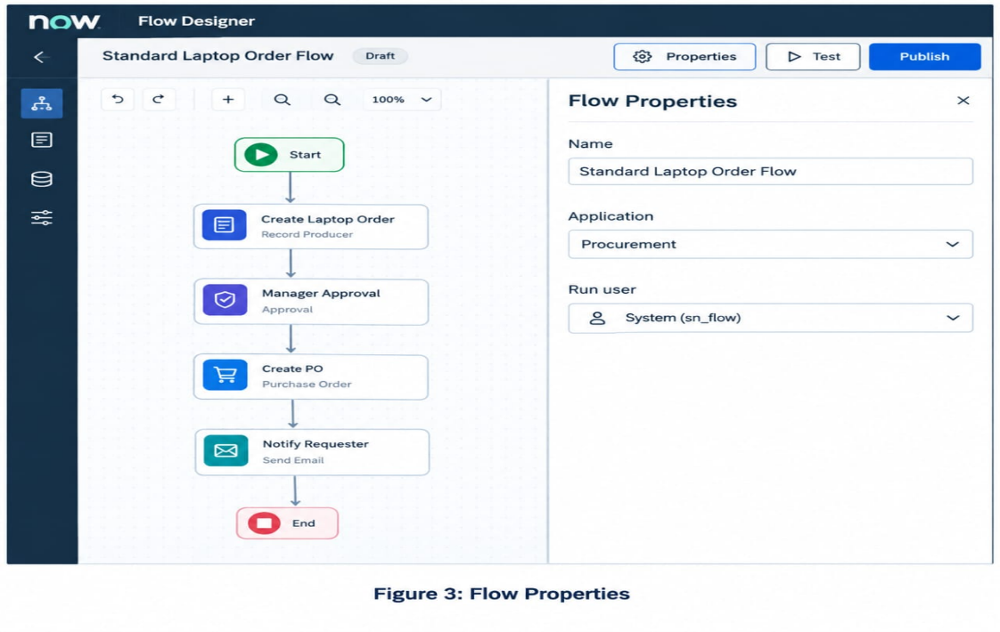 now.
Flow Designer
Standard Laptop Order Flow
Draft
Properties
Test
Publish
100%
Start
Create Laptop Order
Record Producer
Manager Approval
Approval
Create PO
Purchase Order
Notify Requester
Send Email
End
Flow Properties
Name
Standard Laptop Order Flow
Application
Procurement
Run user
System (sn_flow)
Figure 3: Flow Properties